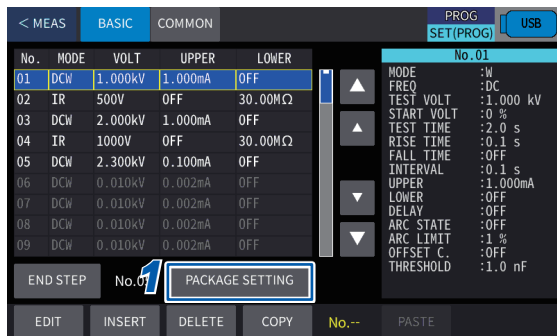 < MEAS BASIC COMMON PROG SET(PROG) USB
No. MODE VOLT UPPER LOWER
01 DCW 1.000kV 1.000mA OFF
02 IR 500V OFF 30.00MΩ
03 DCW 2.000kV 1.000mA OFF
04 IR 1000V OFF 30.00MΩ
05 DCW 2.300kV 0.100mA OFF
06 DCW 0.010kV 0.002mA OFF
07 DCW 0.010kV 0.002mA OFF
08 DCW 0.010kV 0.002mA OFF
09 DCW 0.010kV 0.002mA OFF
No.01
MODE :W
FREQ :DC
TEST VOLT :1.000 kV
START VOLT :0 %
TEST TIME :2.0 s
RISE TIME :0.1 s
FALL TIME :OFF
INTERVAL :0.1 s
UPPER :1.000mA
LOWER :OFF
DELAY :OFF
ARC STATE :OFF
ARC LIMIT :1 %
OFFSET C. :OFF
THRESHOLD :1.0 nF
END STEP 1 PACKAGE SETTING
EDIT INSERT DELETE COPY No.-- PASTE